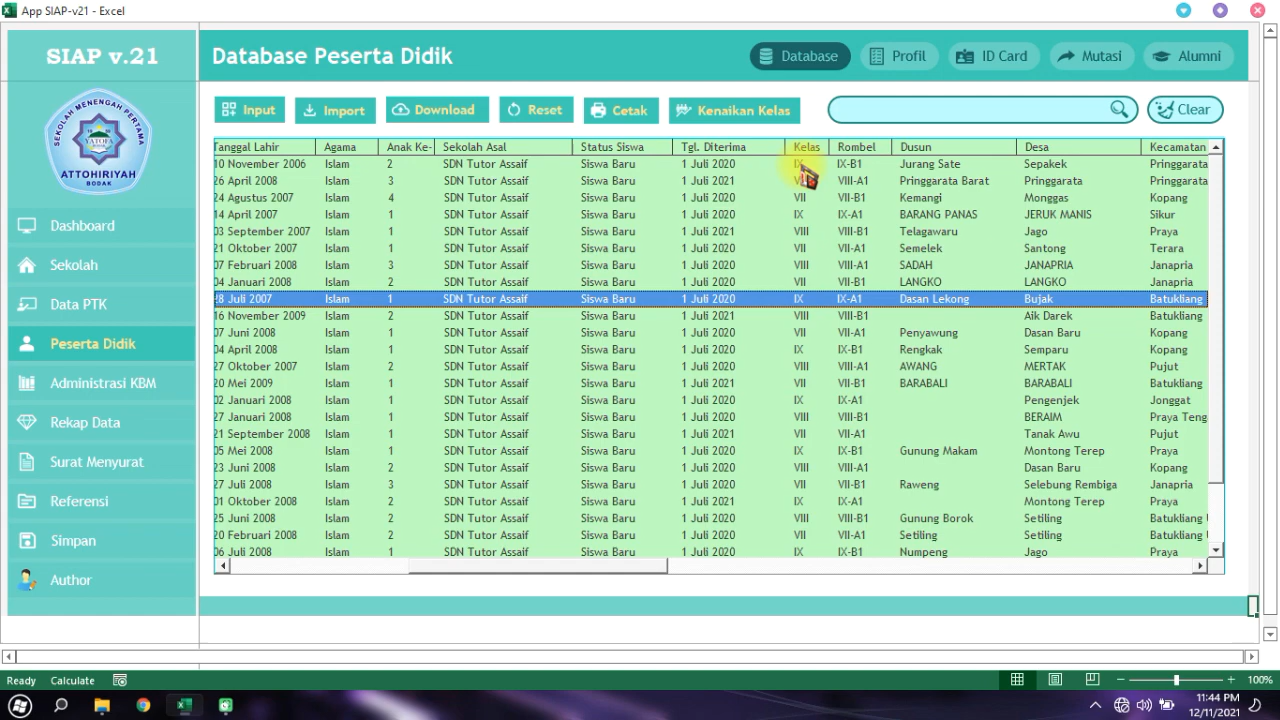 App SIAP-v21 - Excel
SIAP v.21
Database Peserta Didik
Database
Profil
ID Card
Mutasi
Alumni
SEKOLAH MENENGAH PERTAMA
YATOFA
ATTOHIRIYAH
BODAK
Input
Import
Download
Reset
Cetak
Kenaikan Kelas
Clear
Dashboard
Sekolah
Data PTK
Peserta Didik
Administrasi KBM
Rekap Data
Surat Menyurat
Referensi
Simpan
Author
Tanggal Lahir Agama Anak Ke- Sekolah Asal Status Siswa Tgl. Diterima Kelas Rombel Dusun Desa Kecamatan
10 November 2006 Islam 2 SDN Tutor Assaif Siswa Baru 1 Juli 2020 IX IX-B1 Jurang Sate Sepakek Pringgarata
26 April 2008 Islam 3 SDN Tutor Assaif Siswa Baru 1 Juli 2021 VIII-A1 Pringgarata Barat Pringgarata Pringgarata
24 Agustus 2007 Islam 4 SDN Tutor Assaif Siswa Baru 1 Juli 2020 VII VII-B1 Kemangi Monggas Kopang
14 April 2007 Islam 1 SDN Tutor Assaif Siswa Baru 1 Juli 2020 IX IX-A1 BARANG PANAS JERUK MANIS Sikur
03 September 2007 Islam 1 SDN Tutor Assaif Siswa Baru 1 Juli 2021 VIII VIII-B1 Telagawaru Jago Praya
21 Oktober 2007 Islam 1 SDN Tutor Assaif Siswa Baru 1 Juli 2020 VII VII-A1 Semelek Santong Terara
07 Februari 2008 Islam 3 SDN Tutor Assaif Siswa Baru 1 Juli 2020 VIII VIII-A1 SADAH JANAPRIA Janapria
04 Januari 2008 Islam 2 SDN Tutor Assaif Siswa Baru 1 Juli 2020 VII VII-B1 LANGKO LANGKO Janapria
28 Juli 2007 Islam 1 SDN Tutor Assaif Siswa Baru 1 Juli 2020 IX IX-A1 Dasan Lekong Bujak Batukliang
16 November 2009 Islam 2 SDN Tutor Assaif Siswa Baru 1 Juli 2021 VIII VIII-B1 Aik Darek Batukliang
07 Juni 2008 Islam 1 SDN Tutor Assaif Siswa Baru 1 Juli 2020 VII VII-A1 Penyawung Dasan Baru Kopang
04 April 2008 Islam 1 SDN Tutor Assaif Siswa Baru 1 Juli 2020 IX IX-B1 Rengkak Semparu Kopang
27 Oktober 2007 Islam 2 SDN Tutor Assaif Siswa Baru 1 Juli 2020 VIII VIII-A1 AWANG MERTAK Pujut
20 Mei 2009 Islam 1 SDN Tutor Assaif Siswa Baru 1 Juli 2021 VII VII-B1 BARABALI BARABALI Batukliang
02 Januari 2008 Islam 1 SDN Tutor Assaif Siswa Baru 1 Juli 2020 IX IX-A1 Pengenjek Jonggat
27 Januari 2008 Islam 1 SDN Tutor Assaif Siswa Baru 1 Juli 2020 VIII VIII-B1 BERAIM Praya Teng
21 September 2008 Islam 1 SDN Tutor Assaif Siswa Baru 1 Juli 2021 VII VII-A1 Tanak Awu Pujut
05 Mei 2008 Islam 1 SDN Tutor Assaif Siswa Baru 1 Juli 2020 IX IX-B1 Gunung Makam Montong Terep Praya
23 Juni 2008 Islam 2 SDN Tutor Assaif Siswa Baru 1 Juli 2020 VIII VIII-A1 Dasan Baru Kopang
27 Juli 2008 Islam 3 SDN Tutor Assaif Siswa Baru 1 Juli 2020 VII VII-B1 Raweng Selebung Rembiga Janapria
01 Oktober 2008 Islam 2 SDN Tutor Assaif Siswa Baru 1 Juli 2021 IX IX-A1 Montong Terep Praya
25 Juni 2008 Islam 2 SDN Tutor Assaif Siswa Baru 1 Juli 2020 VIII VIII-B1 Gunung Borok Setiling Batukliang U
20 Februari 2008 Islam 2 SDN Tutor Assaif Siswa Baru 1 Juli 2020 VII VII-A1 Setiling Setiling Batukliang U
06 Juli 2008 Islam 1 SDN Tutor Assaif Siswa Baru 1 Juli 2020 IX IX-B1 Numpeng Jago Praya
Ready Calculate 100%
11:44 PM
12/11/2021